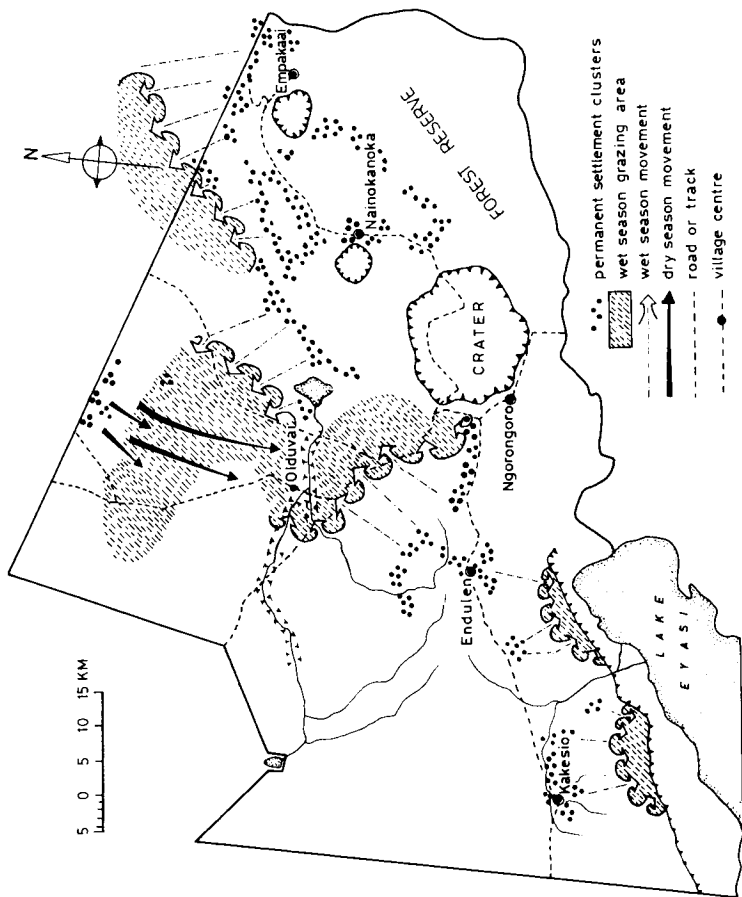 N
5 0 5 10 15 KM
Empakaai
Nainokanoka
FOREST RESERVE
Olduvai
CRATER
Ngorongoro
Endulen
Kakesio
LAKE
EYASI
permanent settlement clusters
wet season grazing area
wet season movement
dry season movement
road or track
village centre